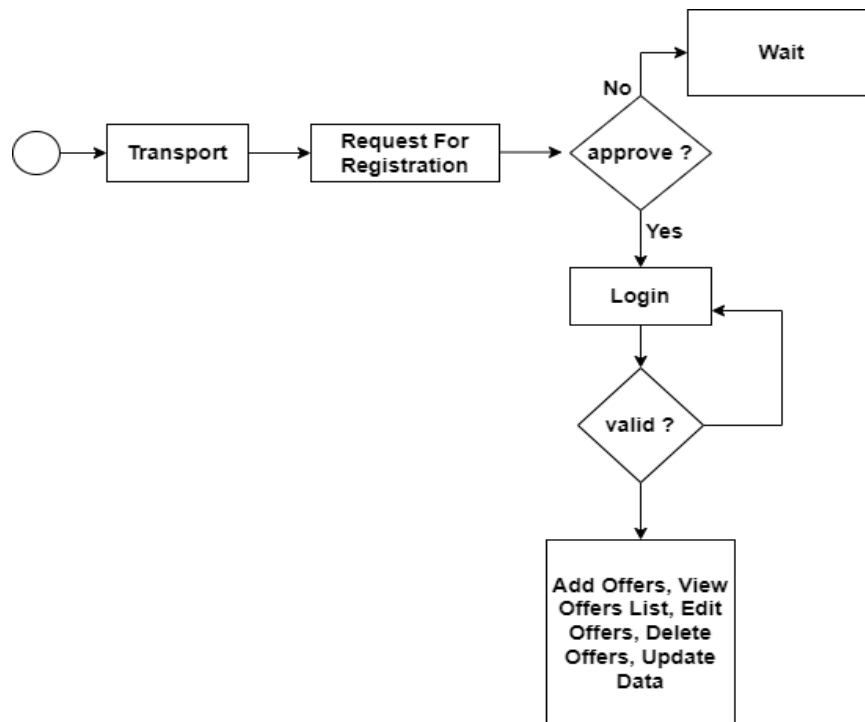 Wait
No
Transport
Request For
Registration
approve ?
Yes
Login
valid ?
Add Offers, View
Offers List, Edit
Offers, Delete
Offers, Update
Data